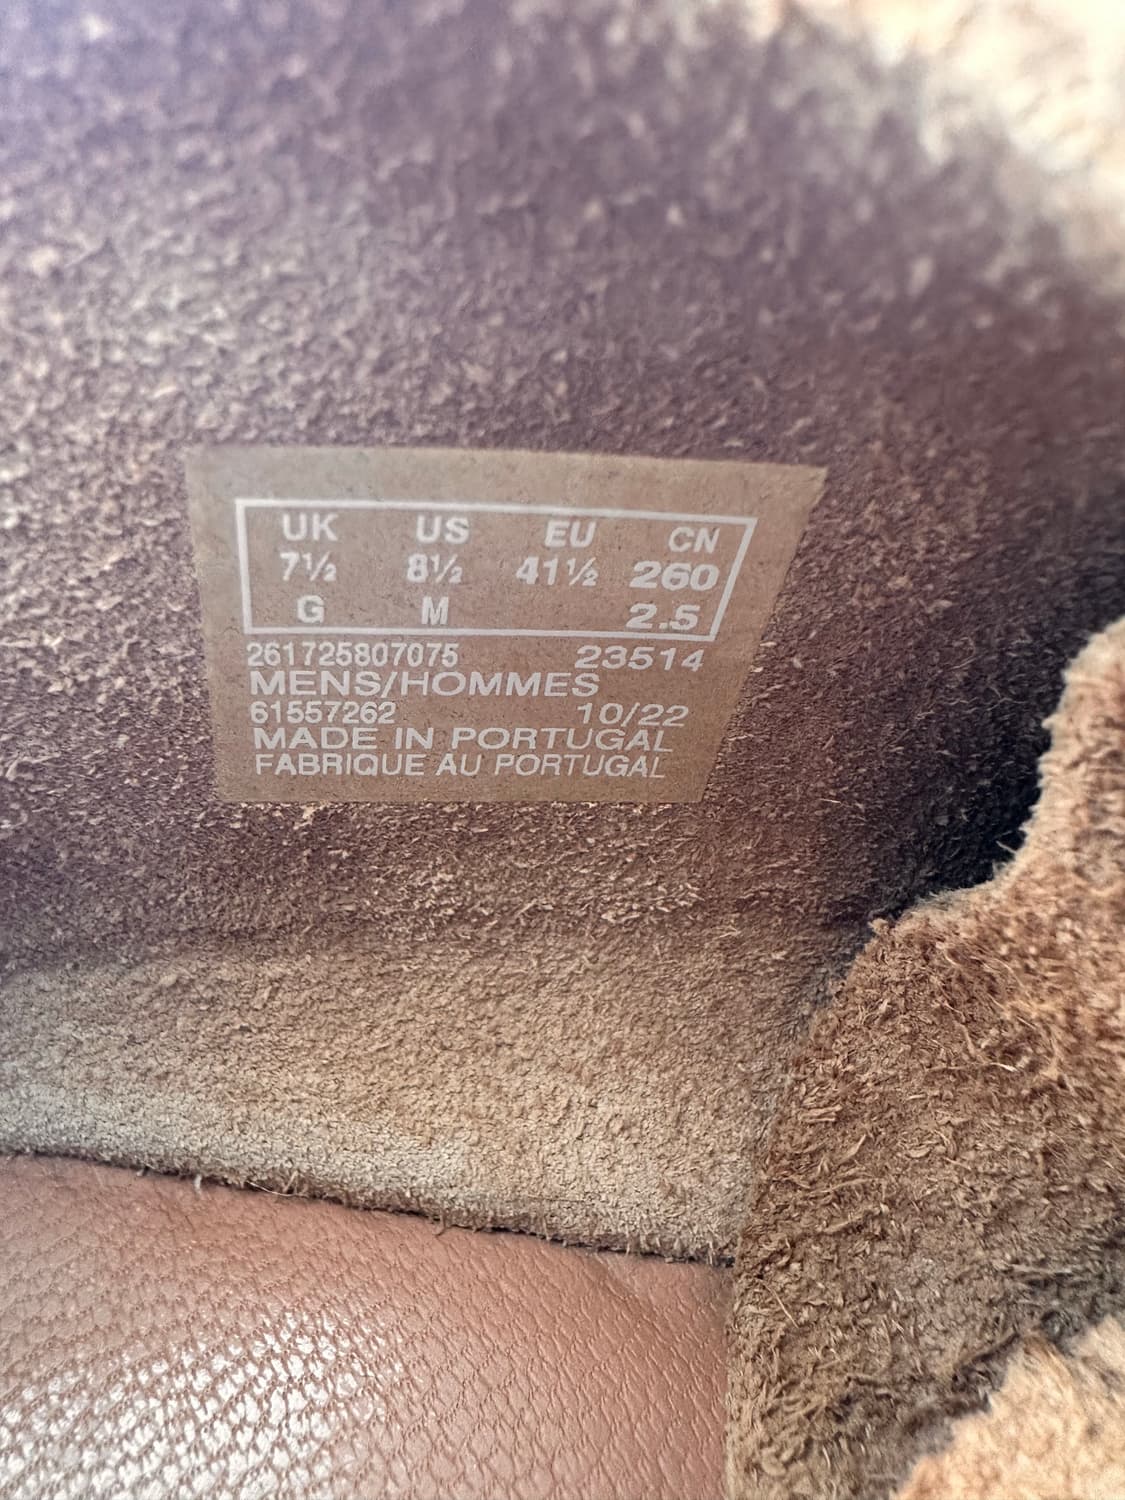 UK US EU CN
7½ 8½ 41½ 260
G M 2.5
261725807075 23514
MENS/HOMMES
61557262 10/22
MADE IN PORTUGAL
FABRIQUE AU PORTUGAL